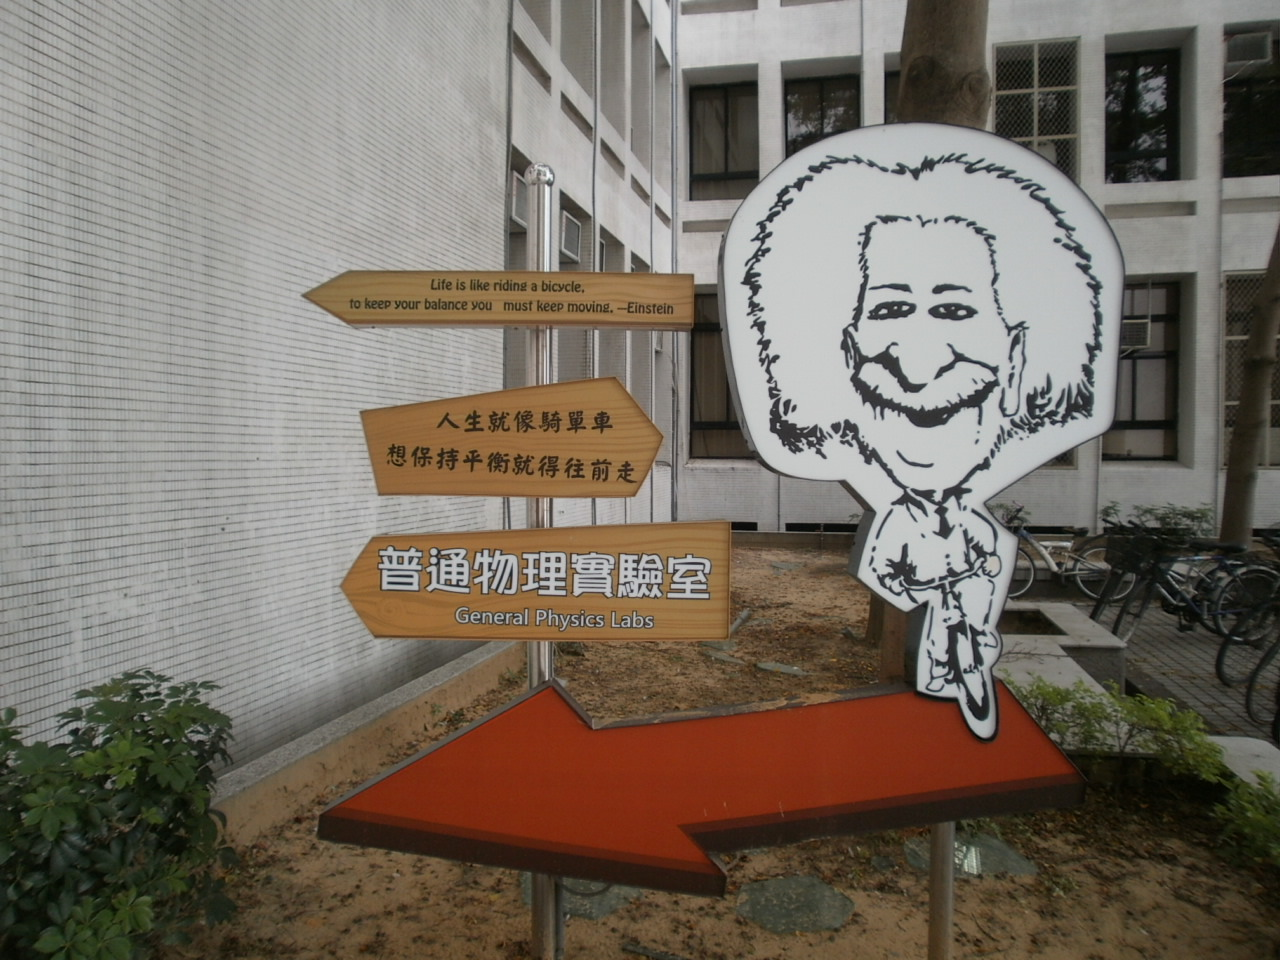 Life is like riding a bicycle,
to keep your balance you must keep moving. —Einstein
人生就像騎單車
想保持平衡就得往前走
普通物理實驗室
General Physics Labs